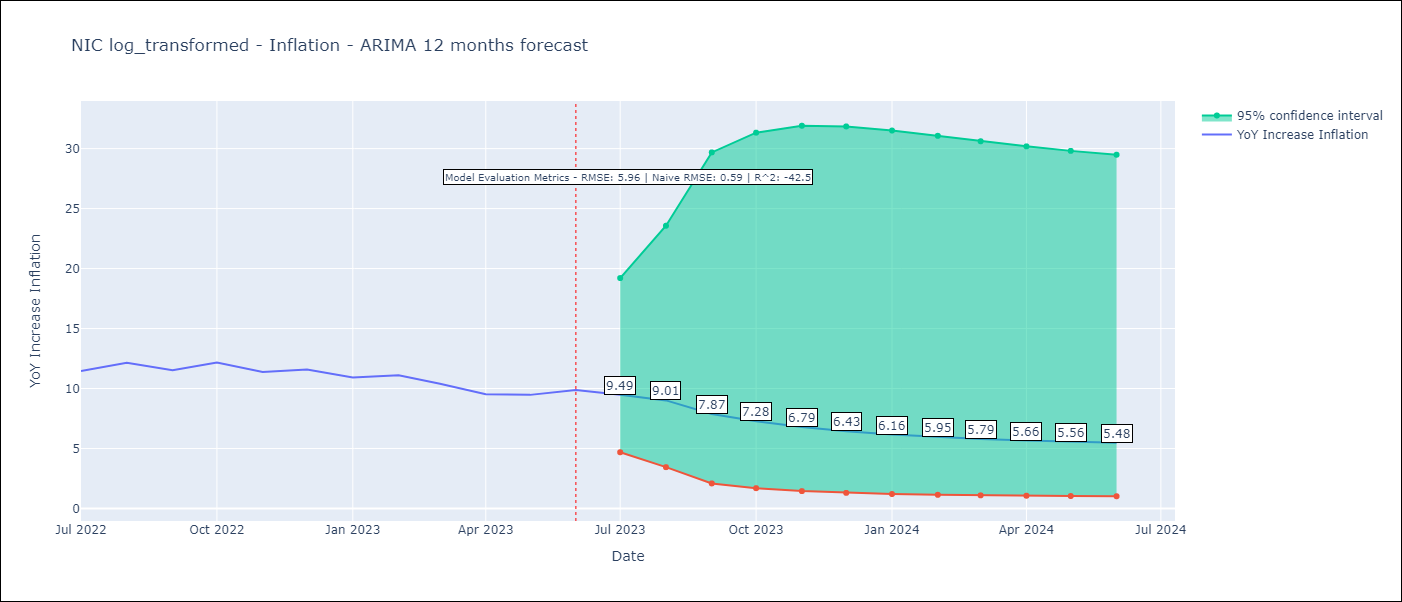 NIC log_transformed - Inflation - ARIMA 12 months forecast
95% confidence interval
YoY Increase Inflation
Model Evaluation Metrics - RMSE: 5.96 | Naive RMSE: 0.59 | R^2: -42.5
YoY Increase Inflation
30
25
20
15
10
5
0
9.49
9.01
7.87
7.28
6.79
6.43
6.16
5.95
5.79
5.66
5.56
5.48
Jul 2022
Oct 2022
Jan 2023
Apr 2023
Jul 2023
Oct 2023
Jan 2024
Apr 2024
Jul 2024
Date